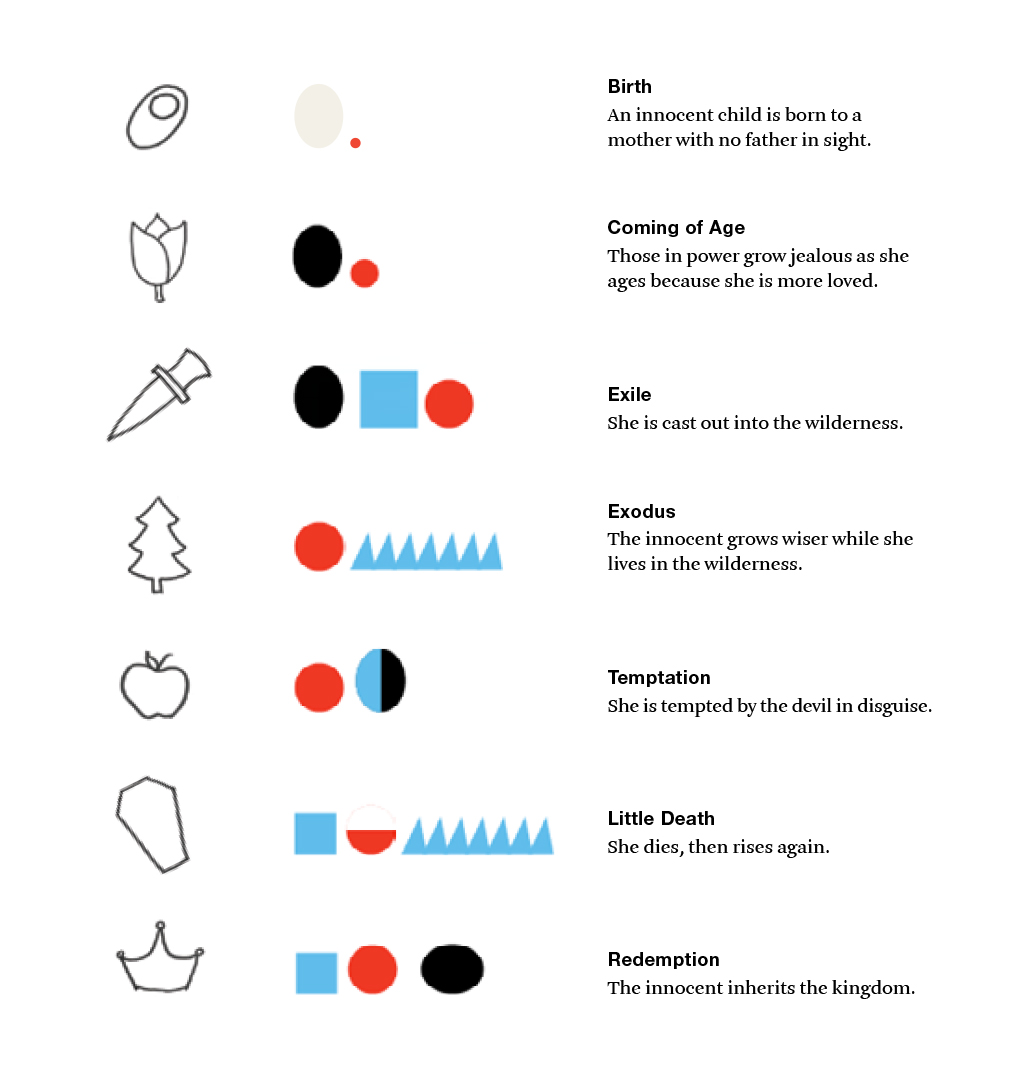 Birth
An innocent child is born to a
mother with no father in sight.
Coming of Age
Those in power grow jealous as she
ages because she is more loved.
Exile
She is cast out into the wilderness.
Exodus
The innocent grows wiser while she
lives in the wilderness.
Temptation
She is tempted by the devil in disguise.
Little Death
She dies, then rises again.
Redemption
The innocent inherits the kingdom.